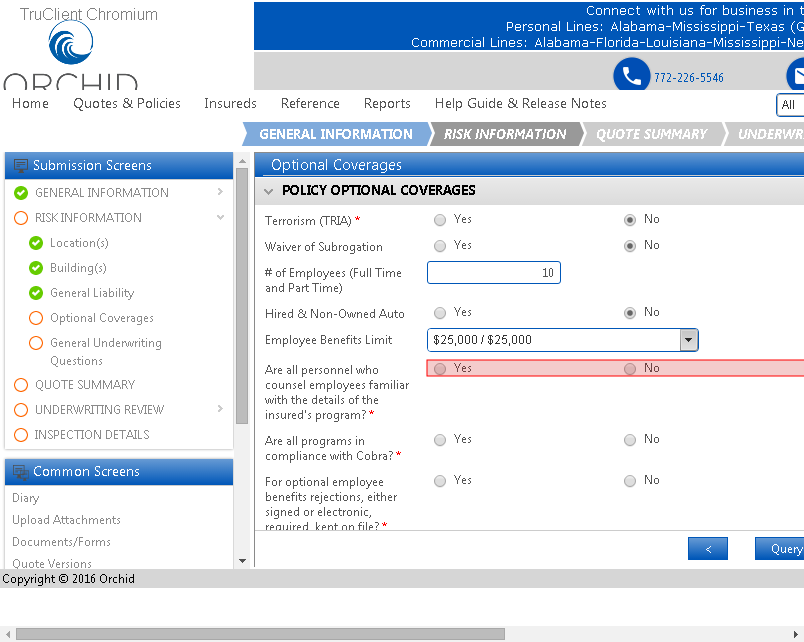 TruClient Chromium
ORCHID
Connect with us for business in t
Personal Lines: Alabama-Mississippi-Texas (G
Commercial Lines: Alabama-Florida-Louisiana-Mississippi-Ne
772-226-5546
Home Quotes & Policies Insureds Reference Reports Help Guide & Release Notes All
GENERAL INFORMATION RISK INFORMATION QUOTE SUMMARY UNDERWR
Submission Screens
GENERAL INFORMATION
RISK INFORMATION
Location(s)
Building(s)
General Liability
Optional Coverages
General Underwriting
Questions
QUOTE SUMMARY
UNDERWRITING REVIEW
INSPECTION DETAILS
Common Screens
Diary
Upload Attachments
Documents/Forms
Quote Versions
Optional Coverages
POLICY OPTIONAL COVERAGES
Terrorism (TRIA) * Yes No
Waiver of Subrogation Yes No
# of Employees (Full Time
and Part Time) 10
Hired & Non-Owned Auto Yes No
Employee Benefits Limit $25,000 / $25,000
Are all personnel who Yes No
counsel employees familiar
with the details of the
insured's program? *
Are all programs in Yes No
compliance with Cobra? *
For optional employee Yes No
benefits rejections, either
signed or electronic,
required, kept on file? *
< Query
Copyright © 2016 Orchid